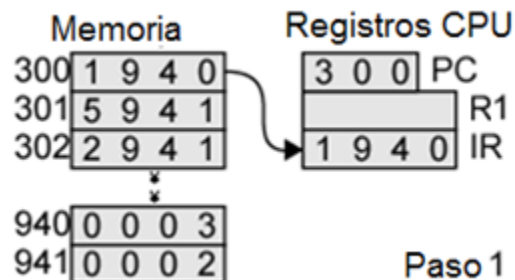 Memoria Registros CPU
300 1 9 4 0 3 0 0 PC
301 5 9 4 1 R1
302 2 9 4 1 1 9 4 0 IR
940 0 0 0 3
941 0 0 0 2 Paso 1